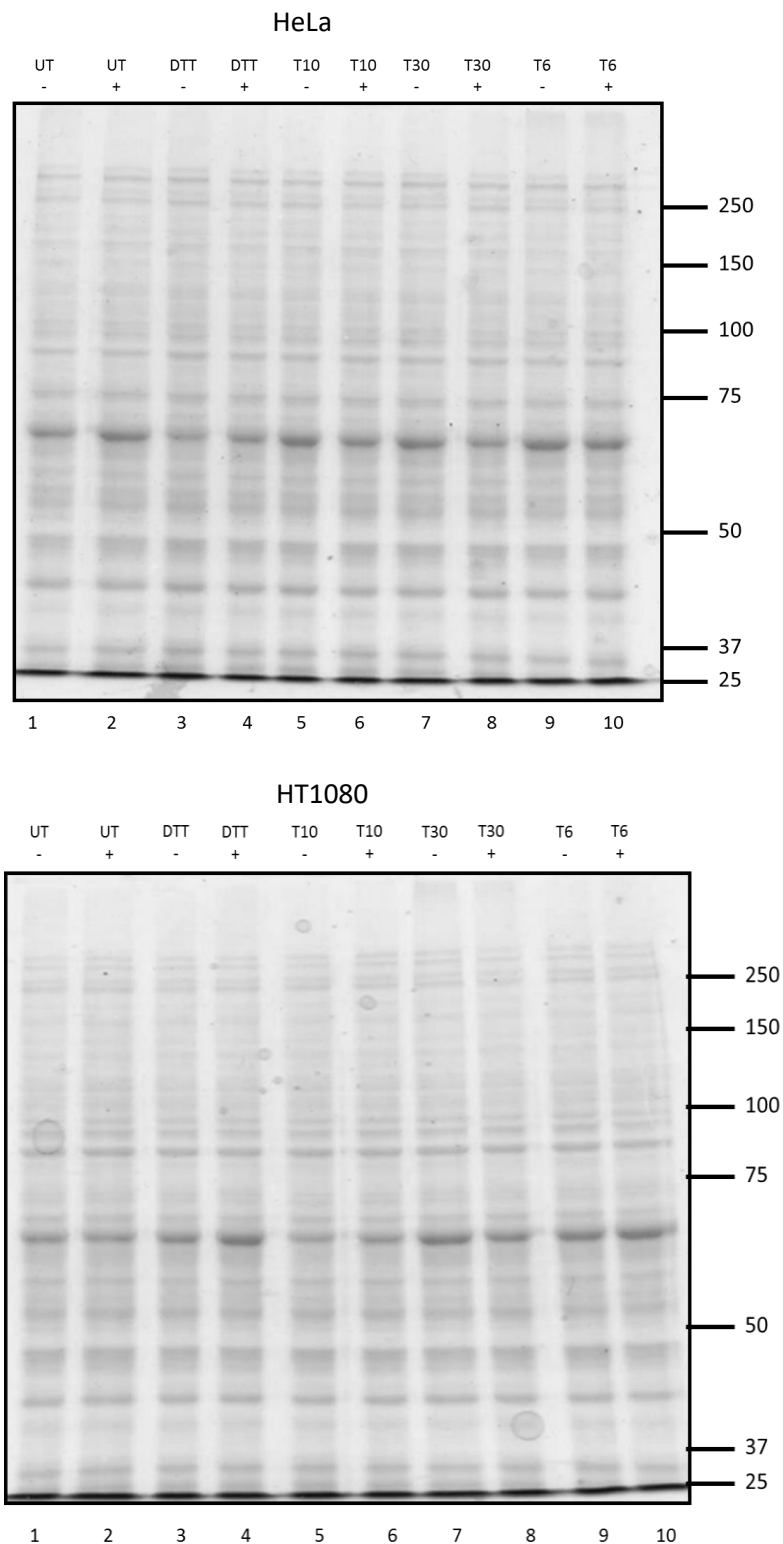 HeLa
UT UT DTT DTT T10 T10 T30 T30 T6 T6
- + - + - + - + - +
250
150
100
75
50
37
25
1 2 3 4 5 6 7 8 9 10
HT1080
UT UT DTT DTT T10 T10 T30 T30 T6 T6
- + - + - + - + - +
250
150
100
75
50
37
25
1 2 3 4 5 6 7 8 9 10